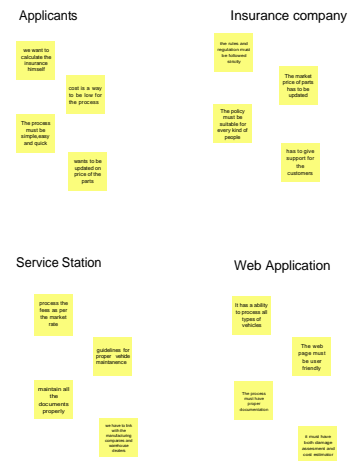 Applicants
we want to
calculate the
insurance
himself
cost is a way
to be low for
the process
The process
must be
simple,easy
and quick
wants to be
updated on
price of the
parts
Insurance company
the rules and
regulation must
be followed
strictly
The market
price of parts
has to be
updated
The policy
must be
suitable for
every kind of
people
has to give
support for
the
customers
Service Station
process the
fees as per
the market
rate
guidelines for
proper vehicle
maintanence
maintain all
the
documents
properly
we have to link
with the
manufacturing
companies and
warehouse
dealers
Web Application
It has a ability
to process all
types of
vehicles
The web
page must
be user
friendly
The process
must have
proper
documentation
it must have
both damage
assessment and
cost estimator